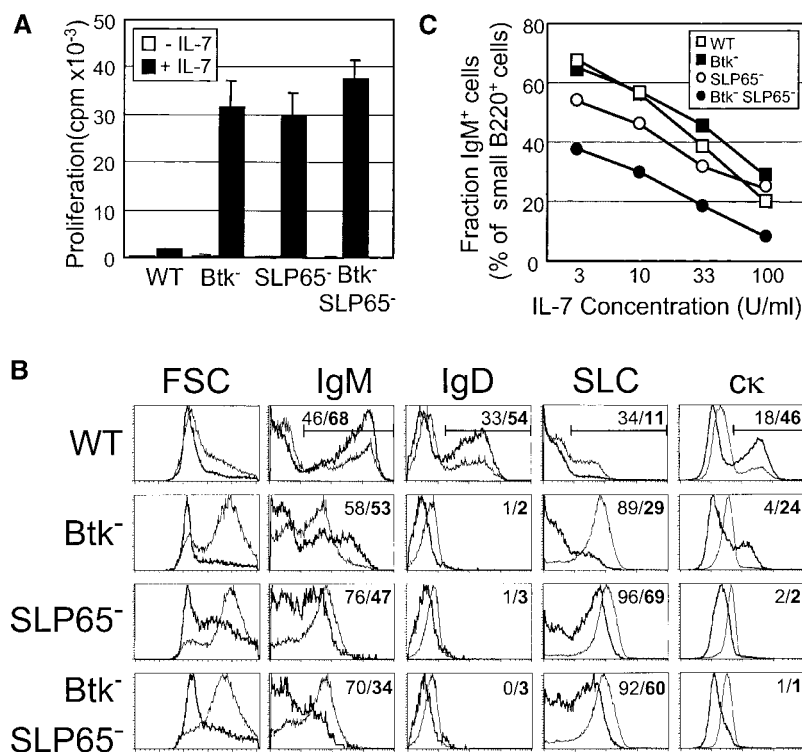 A
Proliferation(cpm x10⁻³)
50
40
30
20
10
0
- IL-7
+ IL-7
WT
Btk⁻
SLP65⁻
Btk⁻
SLP65⁻
C
Fraction IgM⁺ cells
(% of small B220⁺ cells)
80
60
40
20
0
WT
Btk⁻
SLP65⁻
Btk⁻ SLP65⁻
3 10 33 100
IL-7 Concentration (U/ml)
B
FSC IgM IgD SLC cκ
WT
46/68 33/54 34/11 18/46
Btk⁻
58/53 1/2 89/29 4/24
SLP65⁻
76/47 1/3 96/69 2/2
Btk⁻
SLP65⁻
70/34 0/3 92/60 1/1